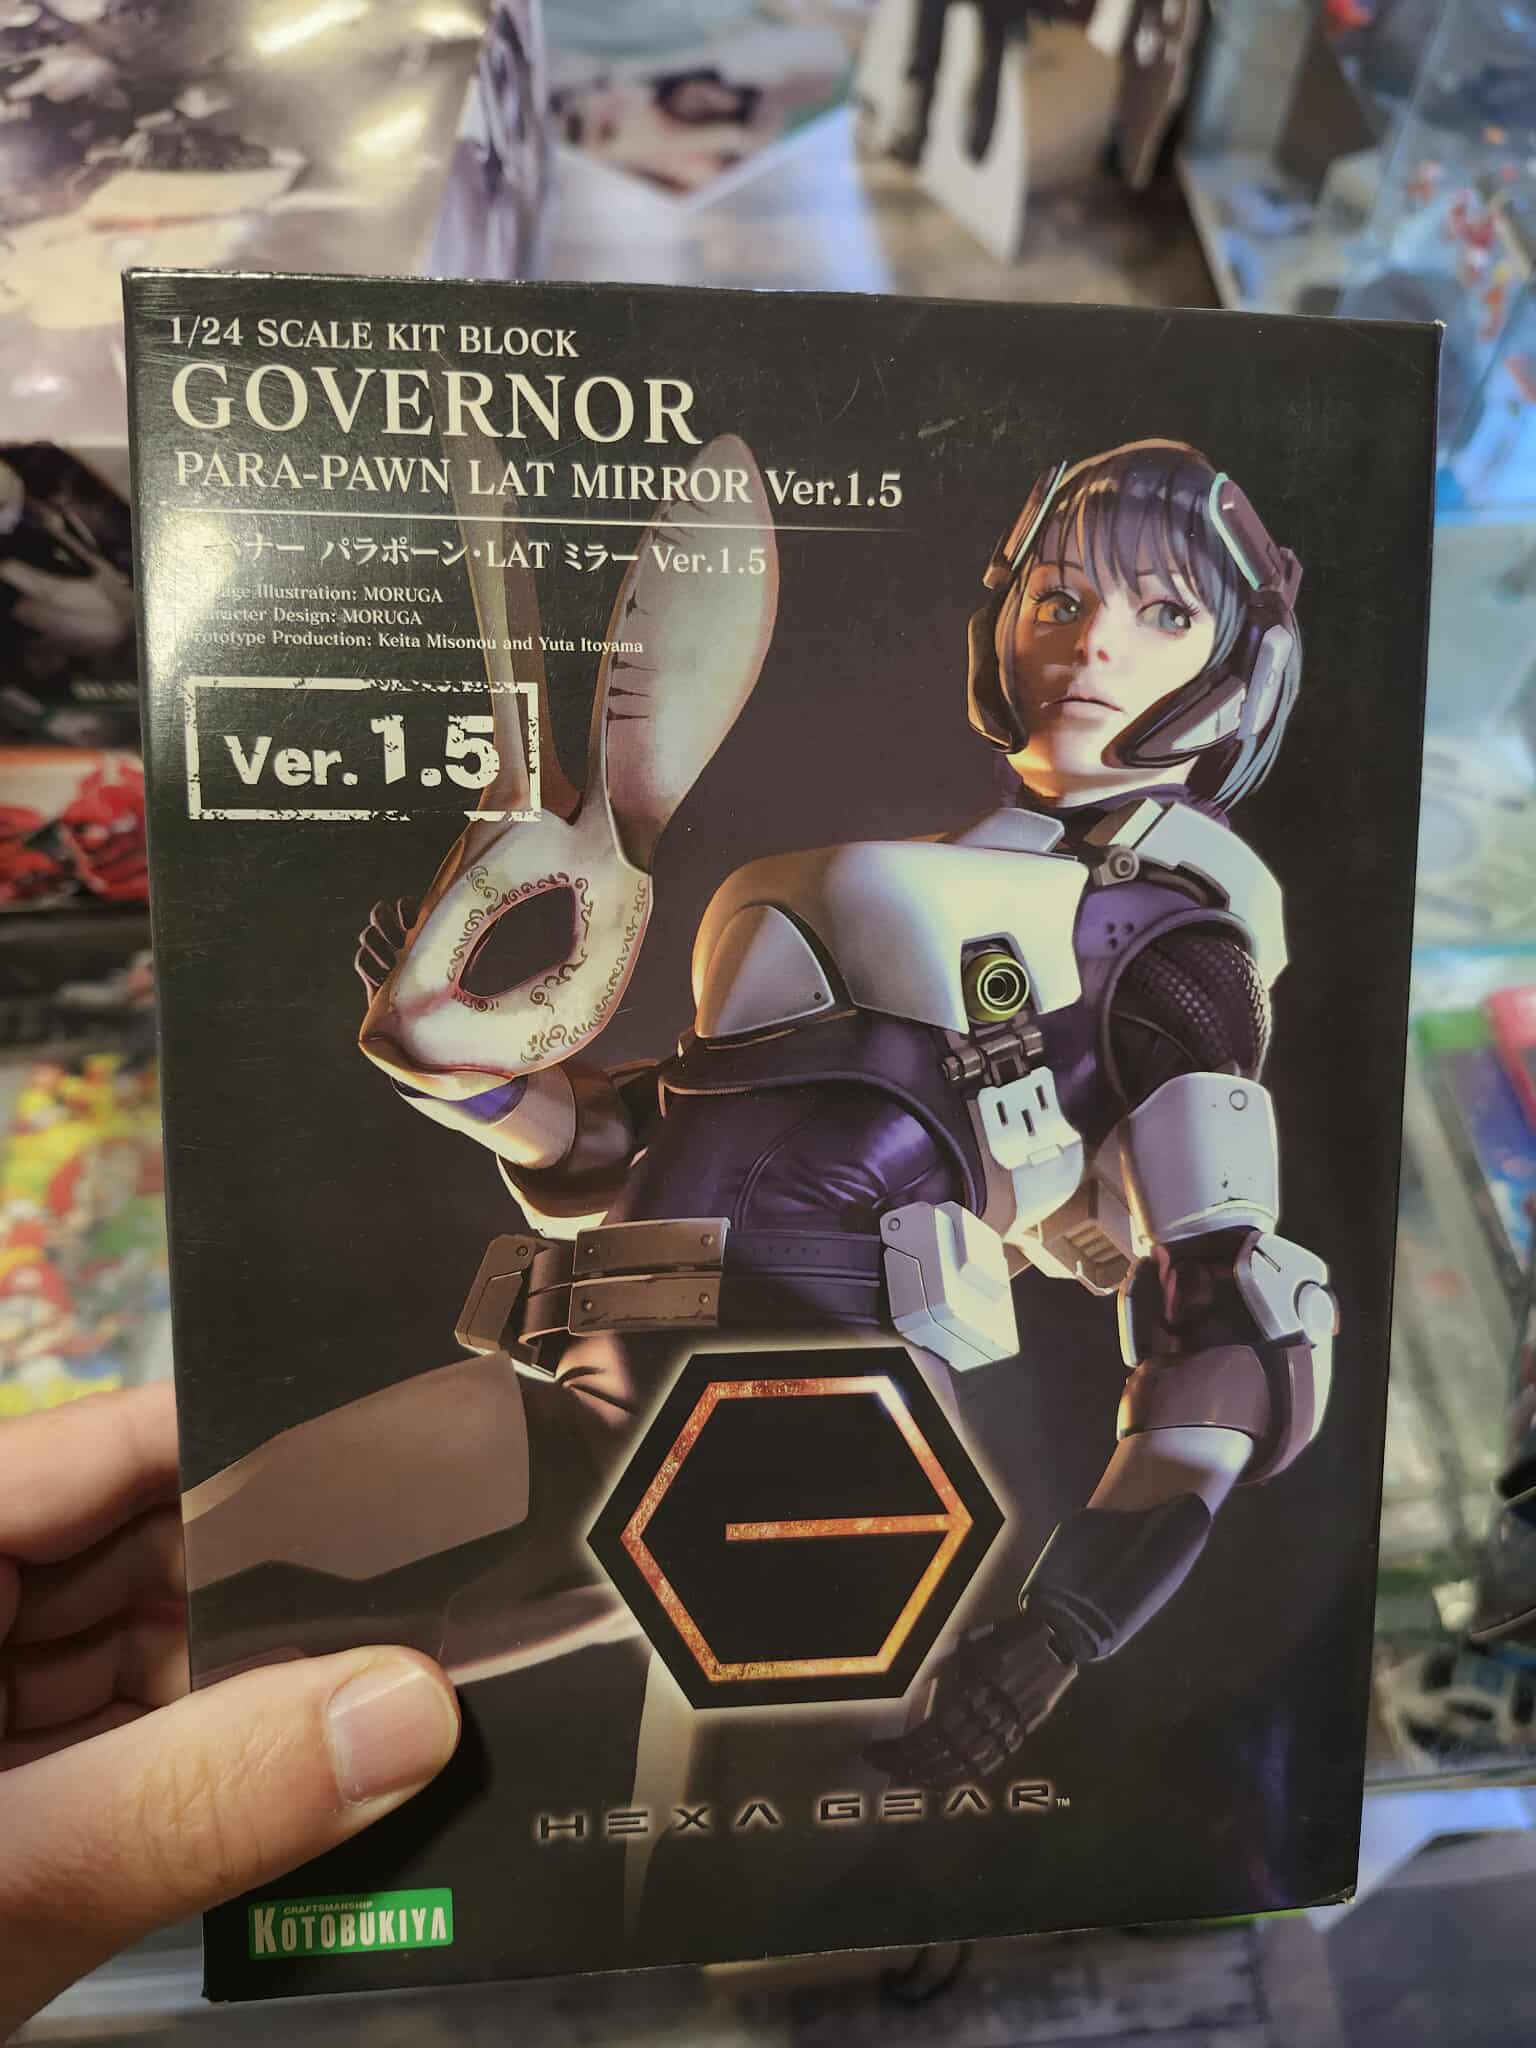 1/24 SCALE KIT BLOCK
GOVERNOR
PARA-PAWN LAT MIRROR Ver.1.5
パラポーン・LAT ミラー Ver.1.5
Illustration: MORUGA
Design: MORUGA
Production: Keita Misonou and Yuta Itoyama
Ver. 1.5
HEXA GEAR™
CRAFTSMANSHIP
KOTOBUKIYA